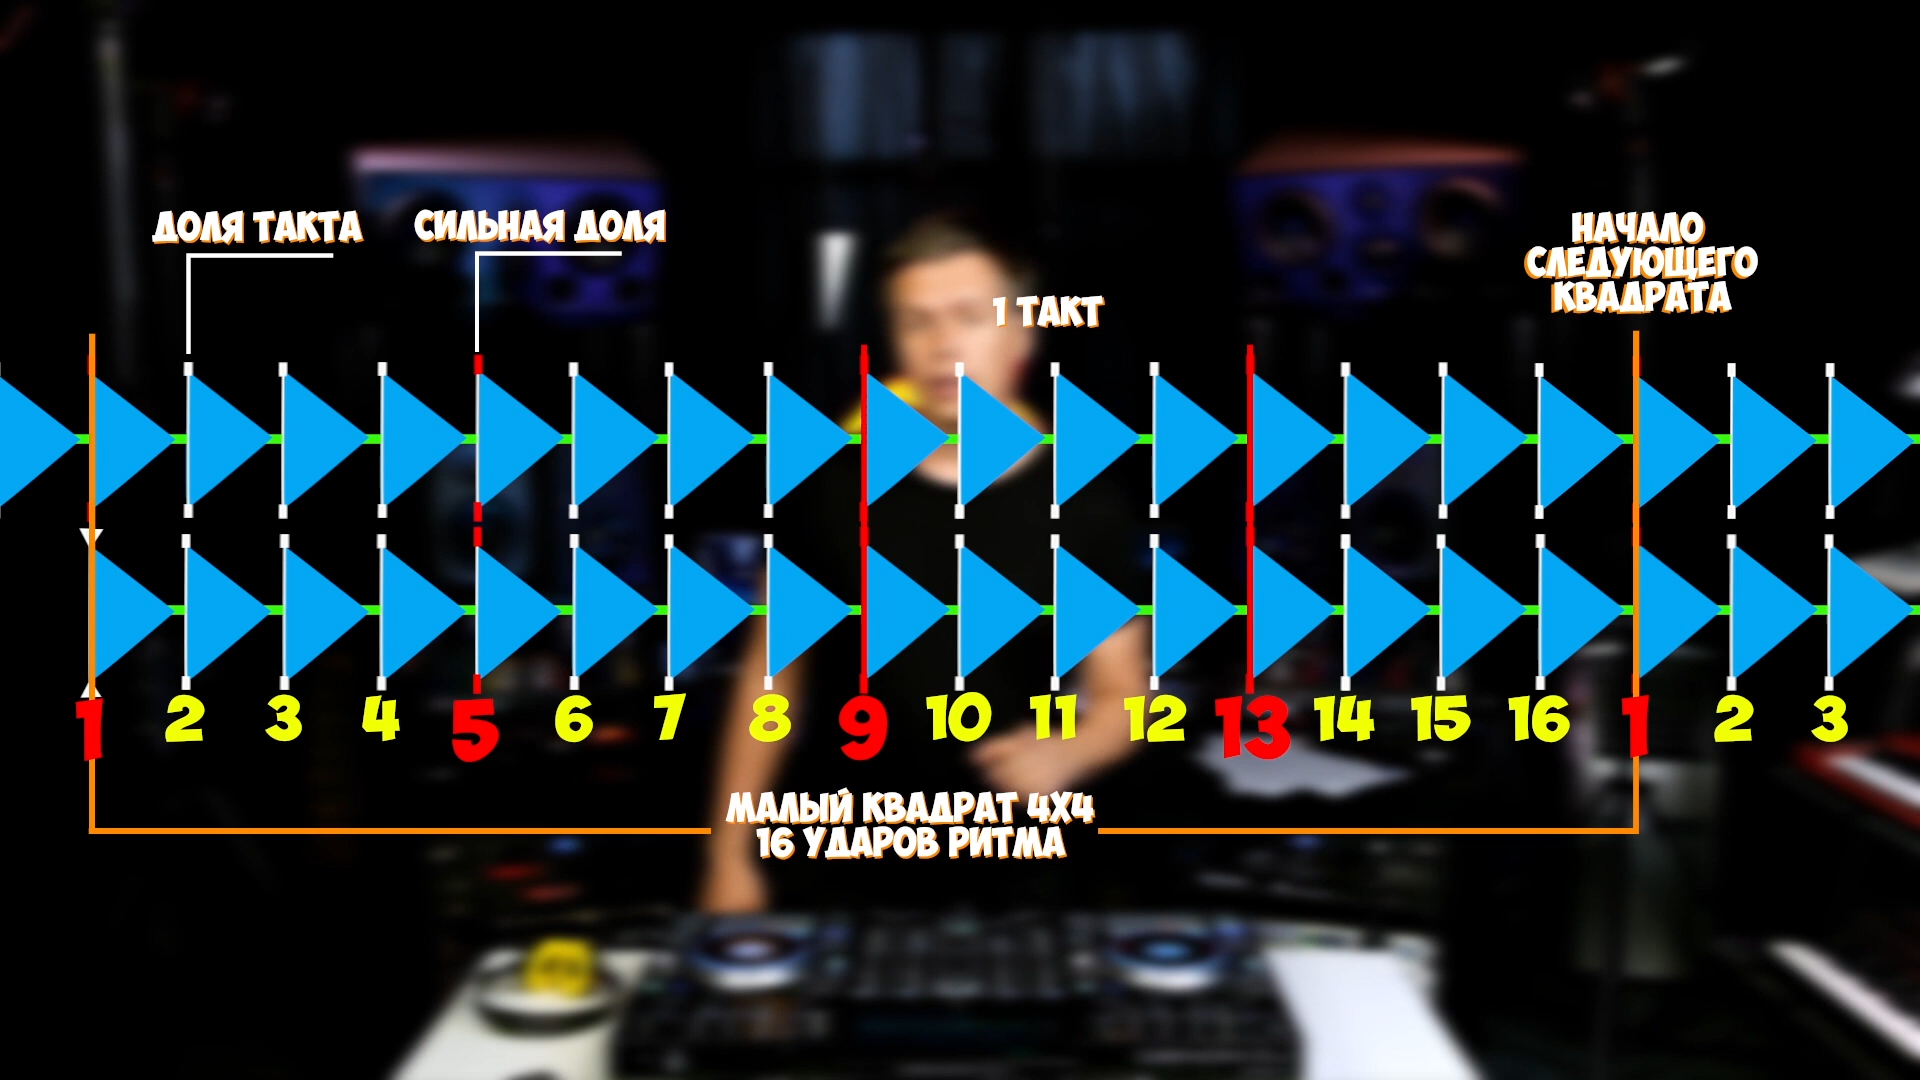 ДОЛЯ ТАКТА
СИЛЬНАЯ ДОЛЯ
1 ТАКТ
НАЧАЛО
СЛЕДУЮЩЕГО
КВАДРАТА
1 2 3 4 5 6 7 8 9 10 11 12 13 14 15 16 1 2 3
МАЛЫЙ КВАДРАТ 4X4
16 УДАРОВ РИТМА